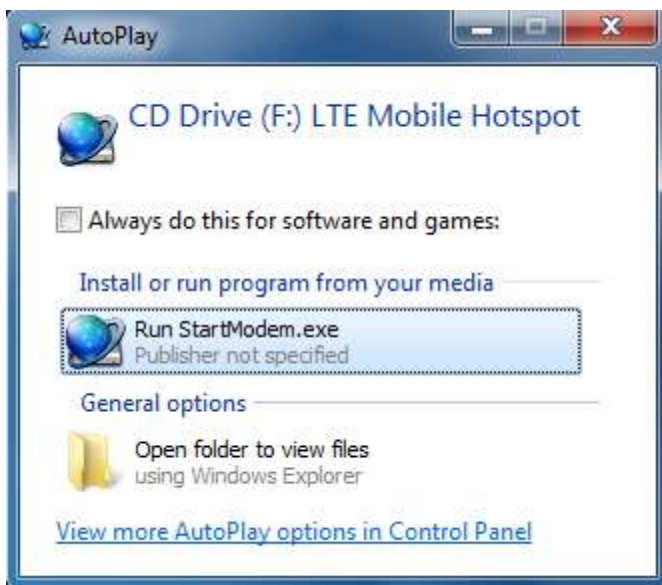 AutoPlay
CD Drive (F:) LTE Mobile Hotspot
Always do this for software and games:
Install or run program from your media
Run StartModem.exe
Publisher not specified
General options
Open folder to view files
using Windows Explorer
View more AutoPlay options in Control Panel